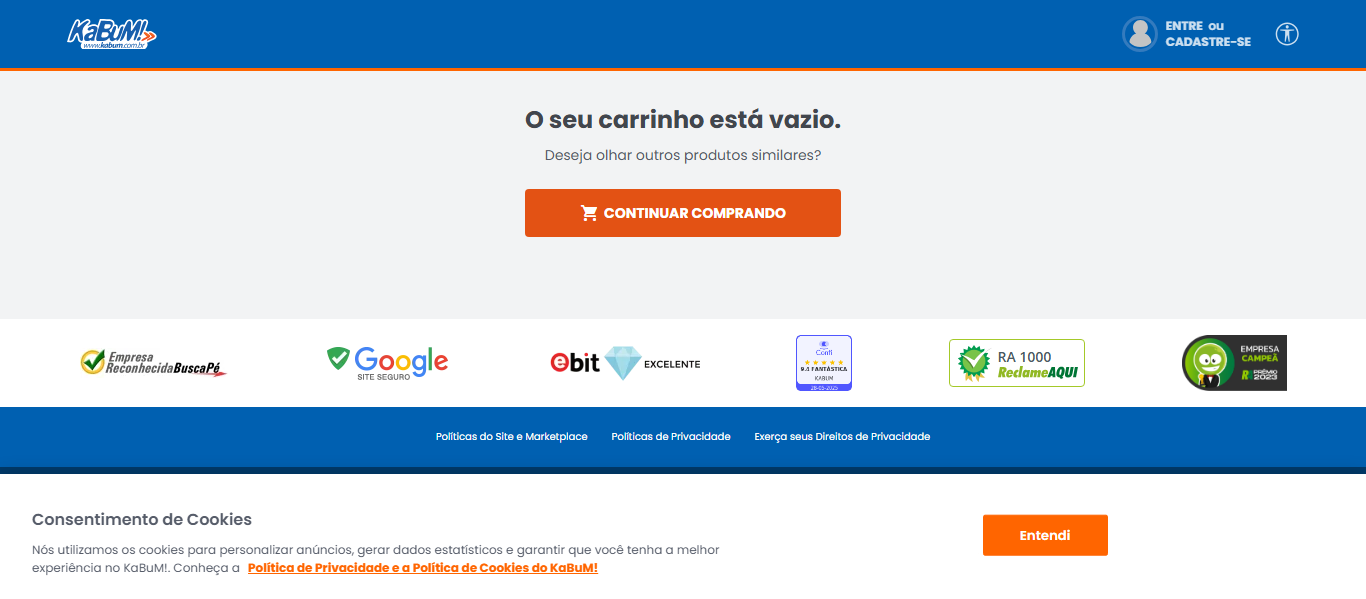 KaBuM!
www.kabum.com.br
ENTRE ou
CADASTRE-SE
O seu carrinho está vazio.
Deseja olhar outros produtos similares?
CONTINUAR COMPRANDO
Empresa
ReconhecidaBuscaPé
Google
SITE SEGURO
ebit EXCELENTE
Confi
9.4 FANTÁSTICA
KABUM
28-05-2025
RA 1000
ReclameAQUI
EMPRESA
CAMPEÃ
PRÊMIO
2023
Políticas do Site e Marketplace Políticas de Privacidade Exerça seus Direitos de Privacidade
Consentimento de Cookies
Nós utilizamos os cookies para personalizar anúncios, gerar dados estatísticos e garantir que você tenha a melhor
experiência no KaBuM!. Conheça a Política de Privacidade e a Política de Cookies do KaBuM!
Entendi